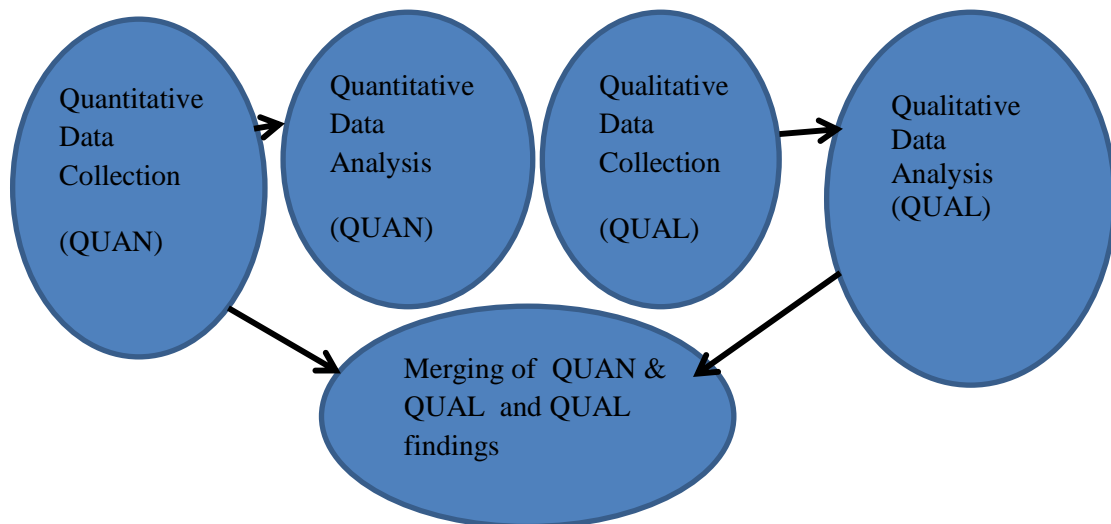 Quantitative
Data
Collection
(QUAN)
Quantitative
Data
Analysis
(QUAN)
Qualitative
Data
Collection
(QUAL)
Qualitative
Data
Analysis
(QUAL)
Merging of  QUAN &
QUAL  and QUAL
findings